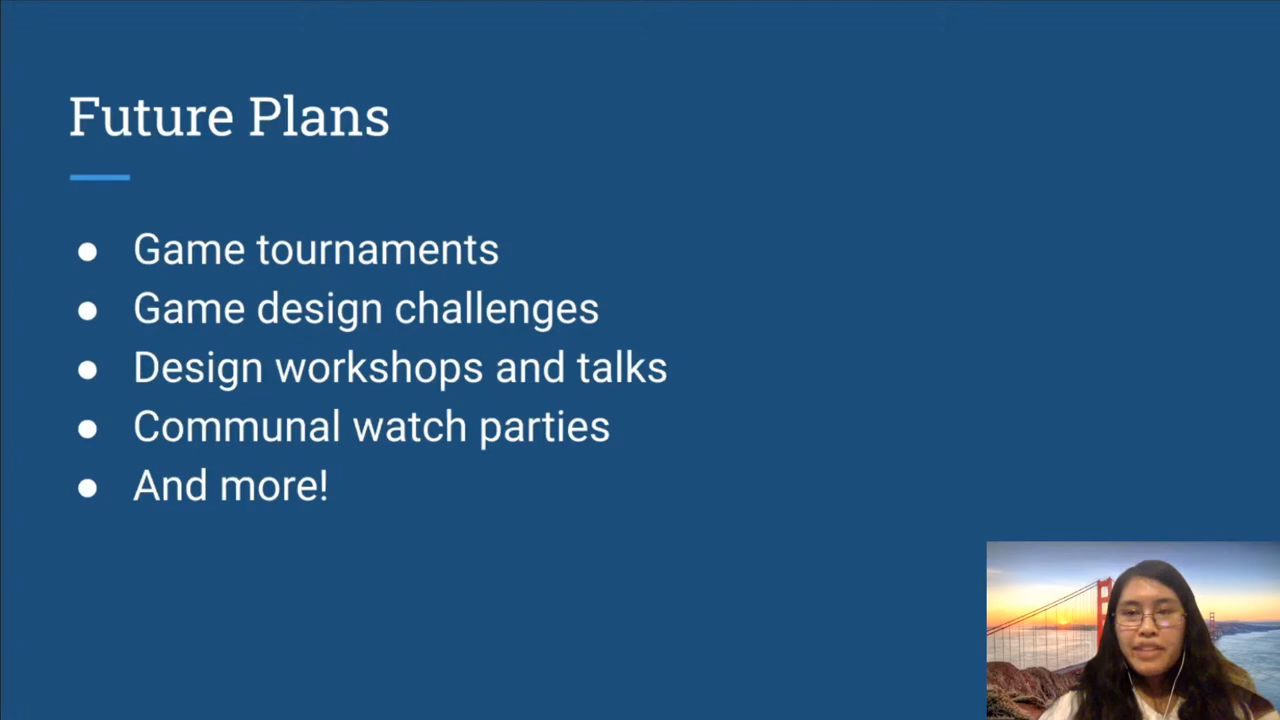 Future Plans
● Game tournaments
● Game design challenges
● Design workshops and talks
● Communal watch parties
● And more!